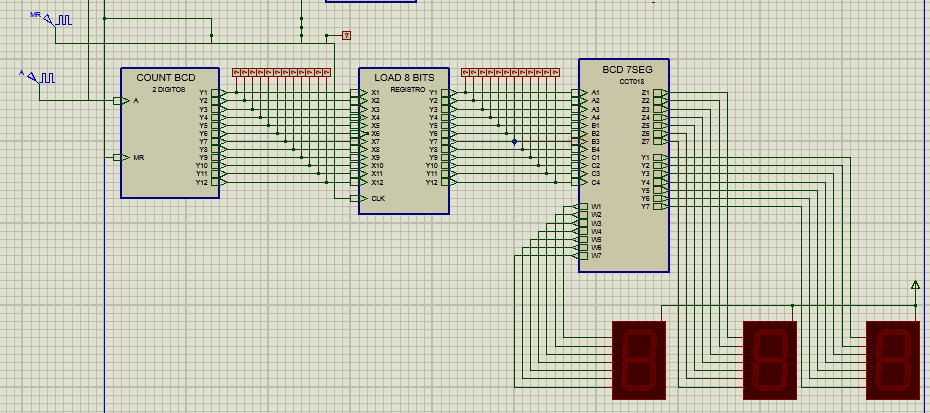 MR
?
A
COUNT BCD
2 DIGITOS
A
MR
Y1
Y2
Y3
Y4
Y5
Y6
Y7
Y8
Y9
Y10
Y11
Y12
? ? ? ? ? ? ? ? ? ? ? ?
LOAD 8 BITS
REGISTRO
X1
X2
X3
X4
X5
X6
X7
X8
X9
X10
X11
X12
CLK
Y1
Y2
Y3
Y4
Y5
Y6
Y7
Y8
Y9
Y10
Y11
Y12
? ? ? ? ? ? ? ? ? ? ? ?
BCD 7SEG
CCT018
A1
A2
A3
A4
B1
B2
B3
B4
C1
C2
C3
C4
W1
W2
W3
W4
W5
W6
W7
Z1
Z2
Z3
Z4
Z5
Z6
Z7
Y1
Y2
Y3
Y4
Y5
Y6
Y7